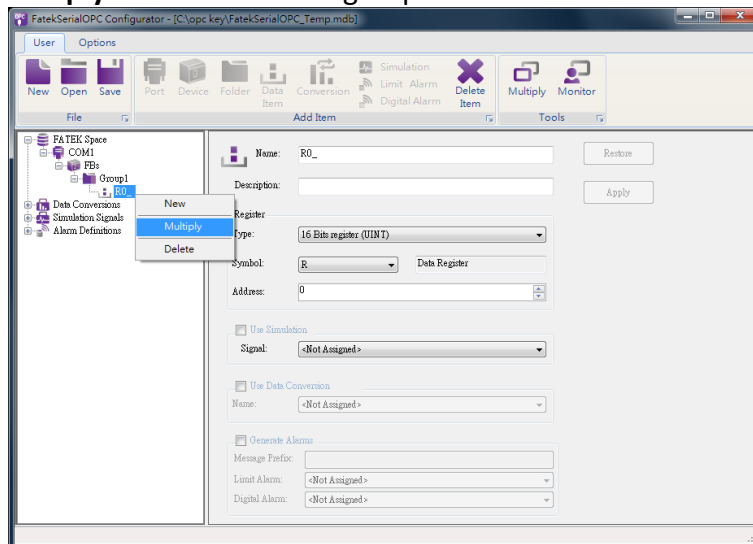 FatekSerialOPC Configurator - [C:\opc key\FatekSerialOPC_Temp.mdb]
User Options
New Open Save Port Device Folder Data Item Conversion Simulation Limit Alarm Digital Alarm Delete Item Multiply Monitor
File Add Item Tools
FATEK Space
COM1
FBs
Group1
R0_
Data Conversions
Simulation Signals
Alarm Definitions
New
Multiply
Delete
Name: R0_ Restore
Description: Apply
Register
Type: 16 Bits register (UINT)
Symbol: R Data Register
Address: 0
Use Simulation
Signal: <Not Assigned>
Use Data Conversion
Name: <Not Assigned>
Generate Alarms
Message Prefix:
Limit Alarm: <Not Assigned>
Digital Alarm: <Not Assigned>